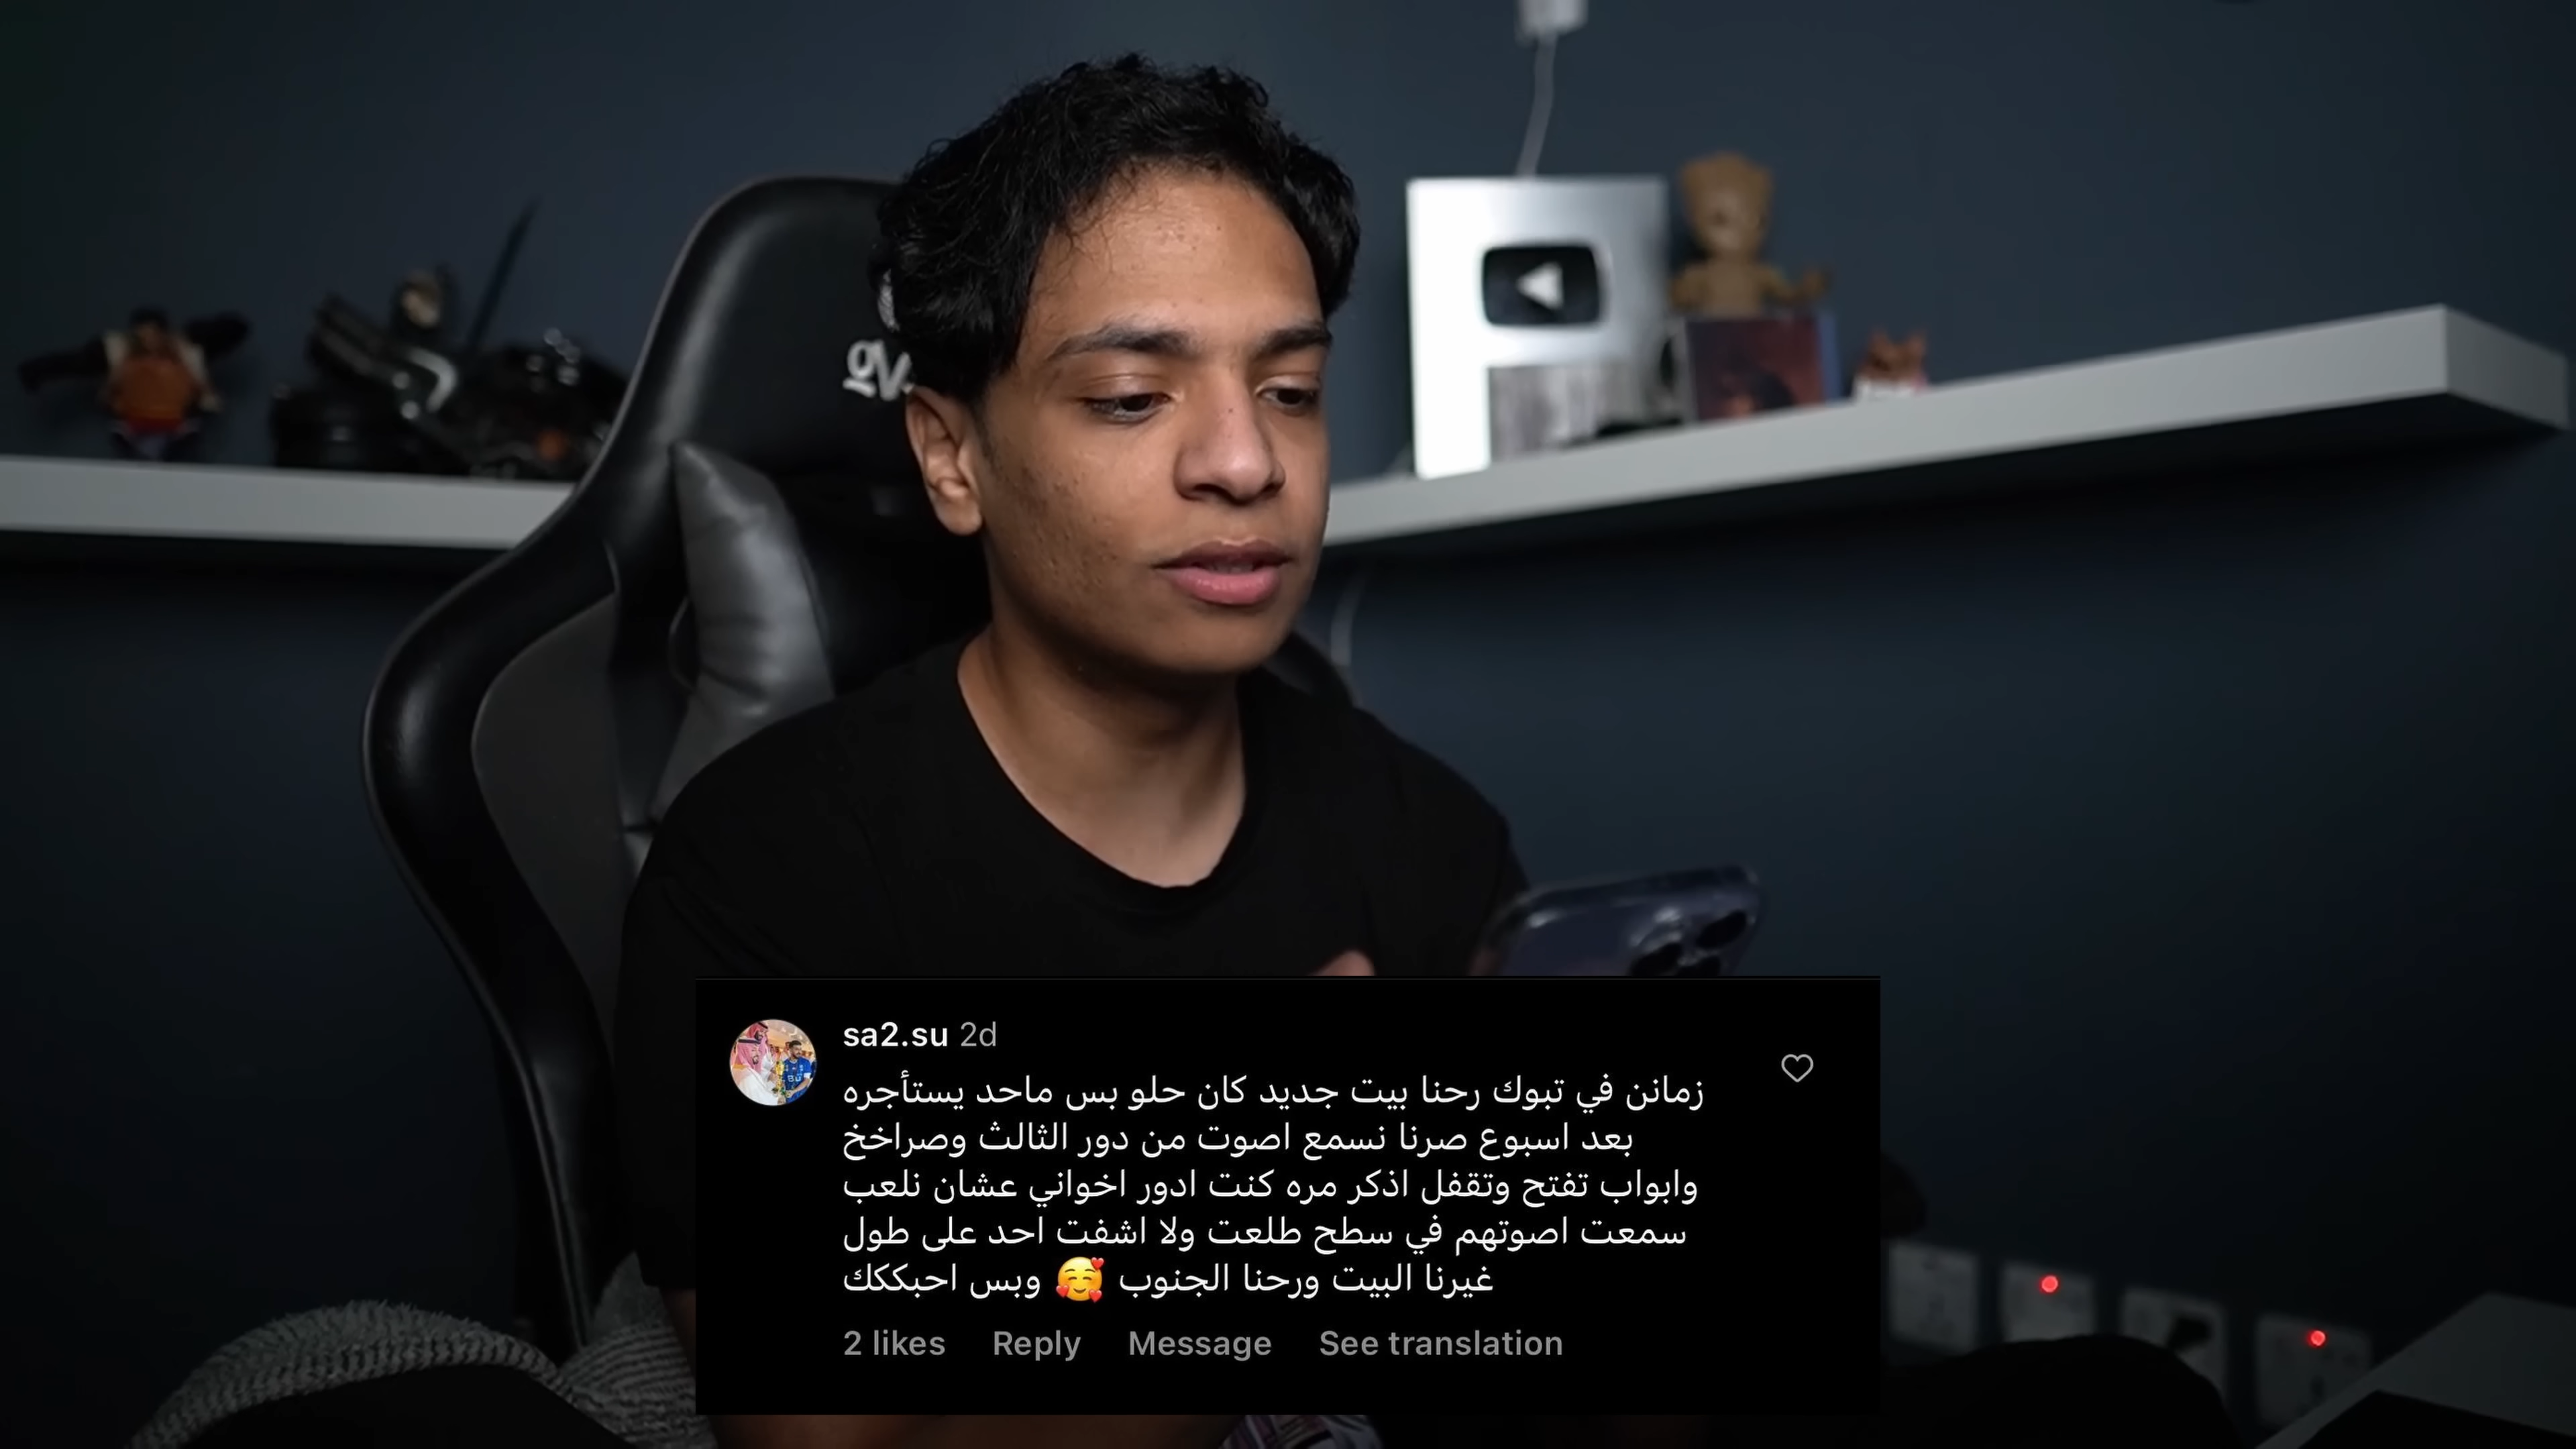 sa2.su 2d
زمانن في تبوك رحنا بيت جديد كان حلو بس ماحد يستأجره
بعد اسبوع صرنا نسمع اصوت من دور الثالث وصراخخ
وابواب تفتح وتقفل اذكر مره كنت ادور اخواني عشان نلعب
سمعت اصوتهم في سطح طلعت ولا اشفت احد على طول
غيرنا البيت ورحنا الجنوب 🥰 وبس احبككك
2 likes Reply Message See translation